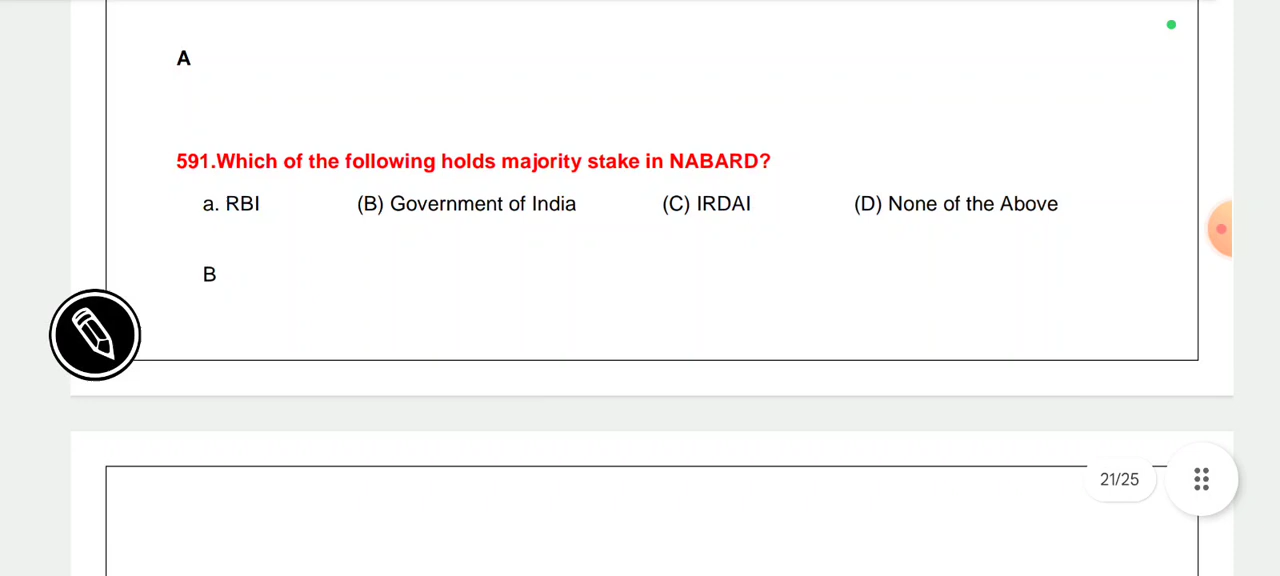 A
591.Which of the following holds majority stake in NABARD?
a. RBI (B) Government of India (C) IRDAI (D) None of the Above
B
21/25